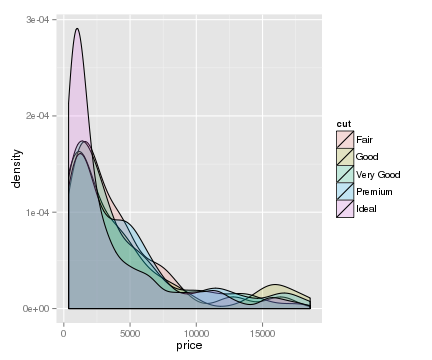 3e-04
2e-04
1e-04
0e+00
density
0
5000
10000
15000
price
cut
Fair
Good
Very Good
Premium
Ideal